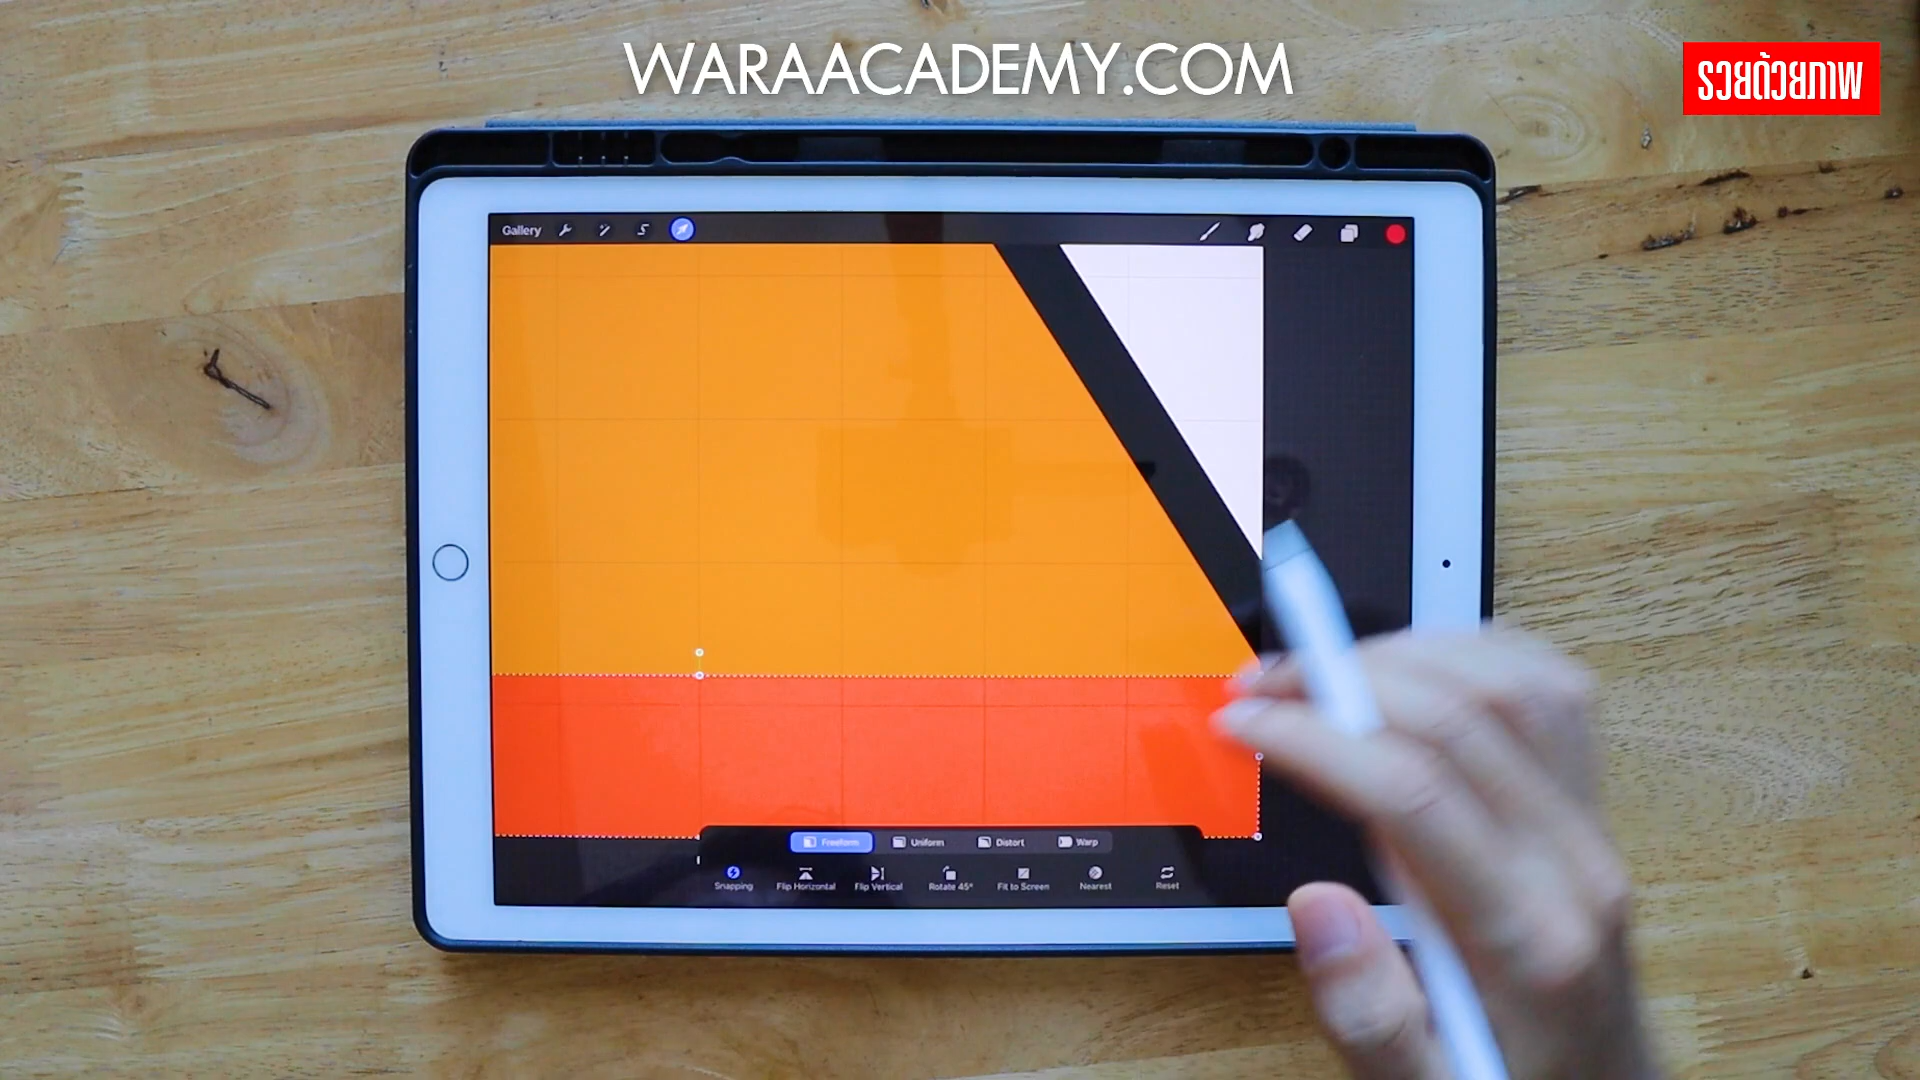 WARAACADEMY.COM
รวยด้วยภาพ
Gallery
Freeform Uniform Distort Warp
Snapping Flip Horizontal Flip Vertical Rotate 45° Fit to Screen Nearest Reset